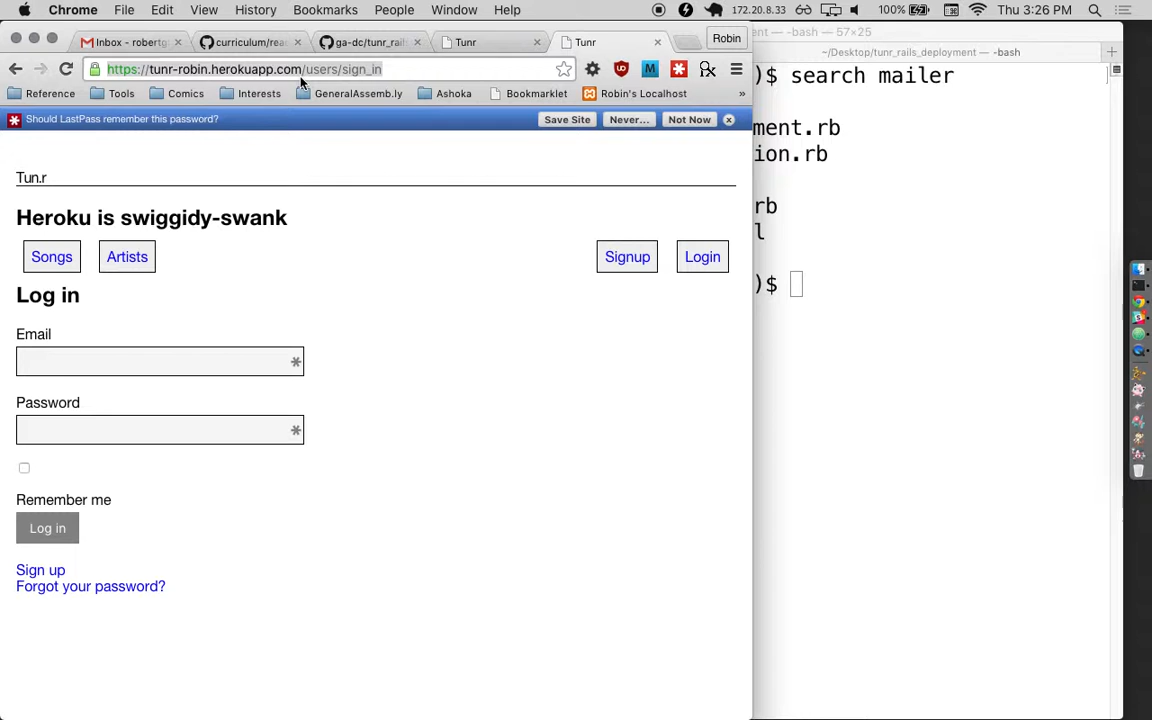 Chrome File Edit View History Bookmarks People Window Help 172.20.8.33 100% Thu 3:26 PM
ment — -bash — 57×25
Inbox - robertg curriculum/rea ga-dc/tunr_rail Tunr Tunr Robin
~/Desktop/tunr_rails_deployment — -bash
https://tunr-robin.herokuapp.com/users/sign_in
)$ search mailer
Reference Tools Comics Interests GeneralAssemb.ly Ashoka Bookmarklet Robin's Localhost »
Should LastPass remember this password? Save Site Never... Not Now
ment.rb
ion.rb
Tun.r
rb
Heroku is swiggidy-swank
l
Songs Artists Signup Login
)$
Log in
Email
Password
Remember me
Log in
Sign up
Forgot your password?